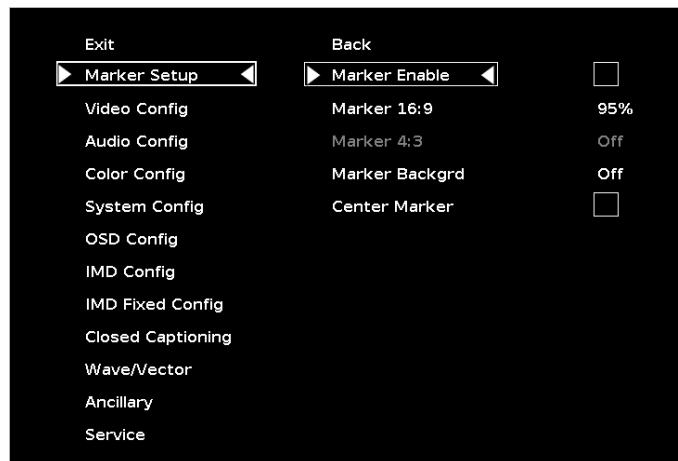 Exit Back
Marker Setup Marker Enable
Video Config Marker 16:9 95%
Audio Config Marker 4:3 Off
Color Config Marker Backgrd Off
System Config Center Marker
OSD Config
IMD Config
IMD Fixed Config
Closed Captioning
Wave/Vector
Ancillary
Service